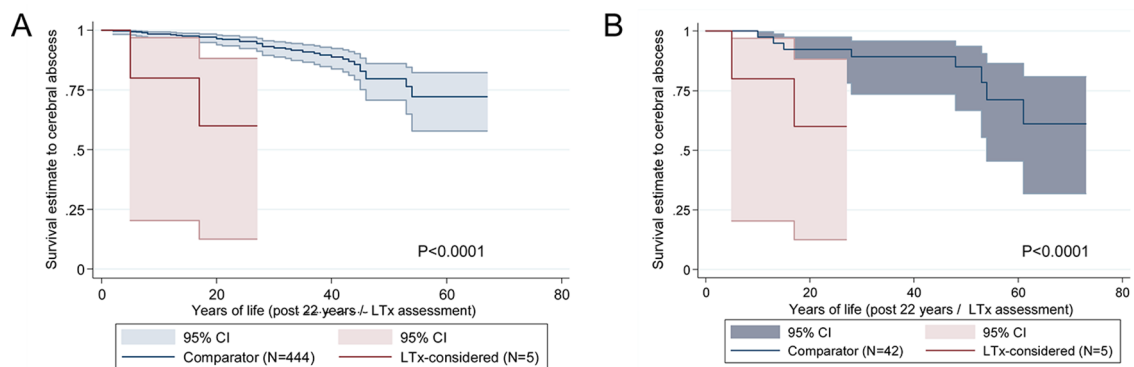 A
Survival estimate to cerebral abscess
1
.75
.5
.25
0
P<0.0001
0 20 40 60 80
Years of life (post 22 years / LTx assessment)
95% CI 95% CI
Comparator (N=444) LTx-considered (N=5)
B
Survival estimate to cerebral abscess
1
.75
.5
.25
0
P<0.0001
0 20 40 60 80
Years of life (post 22 years / LTx assessment)
95% CI 95% CI
Comparator (N=42) LTx-considered (N=5)